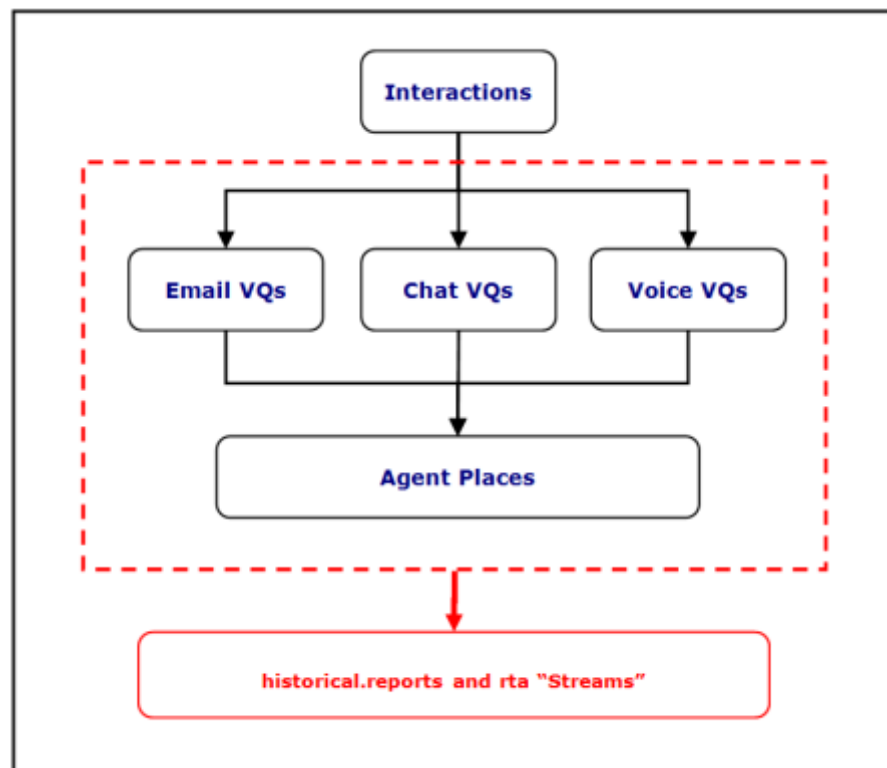 Interactions
Email VQs
Chat VQs
Voice VQs
Agent Places
historical.reports and rta “Streams”